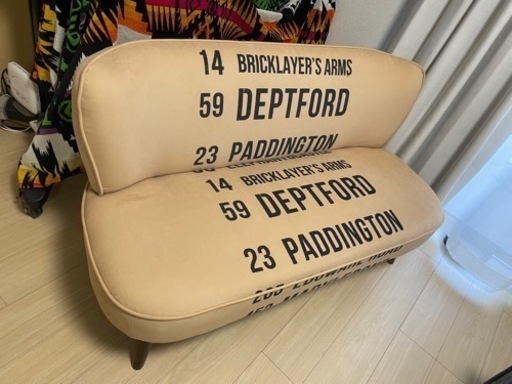 14 BRICKLAYER'S ARMS
59 DEPTFORD
23 PADDINGTON
14 BRICKLAYER'S ARMS
59 DEPTFORD
23 PADDINGTON